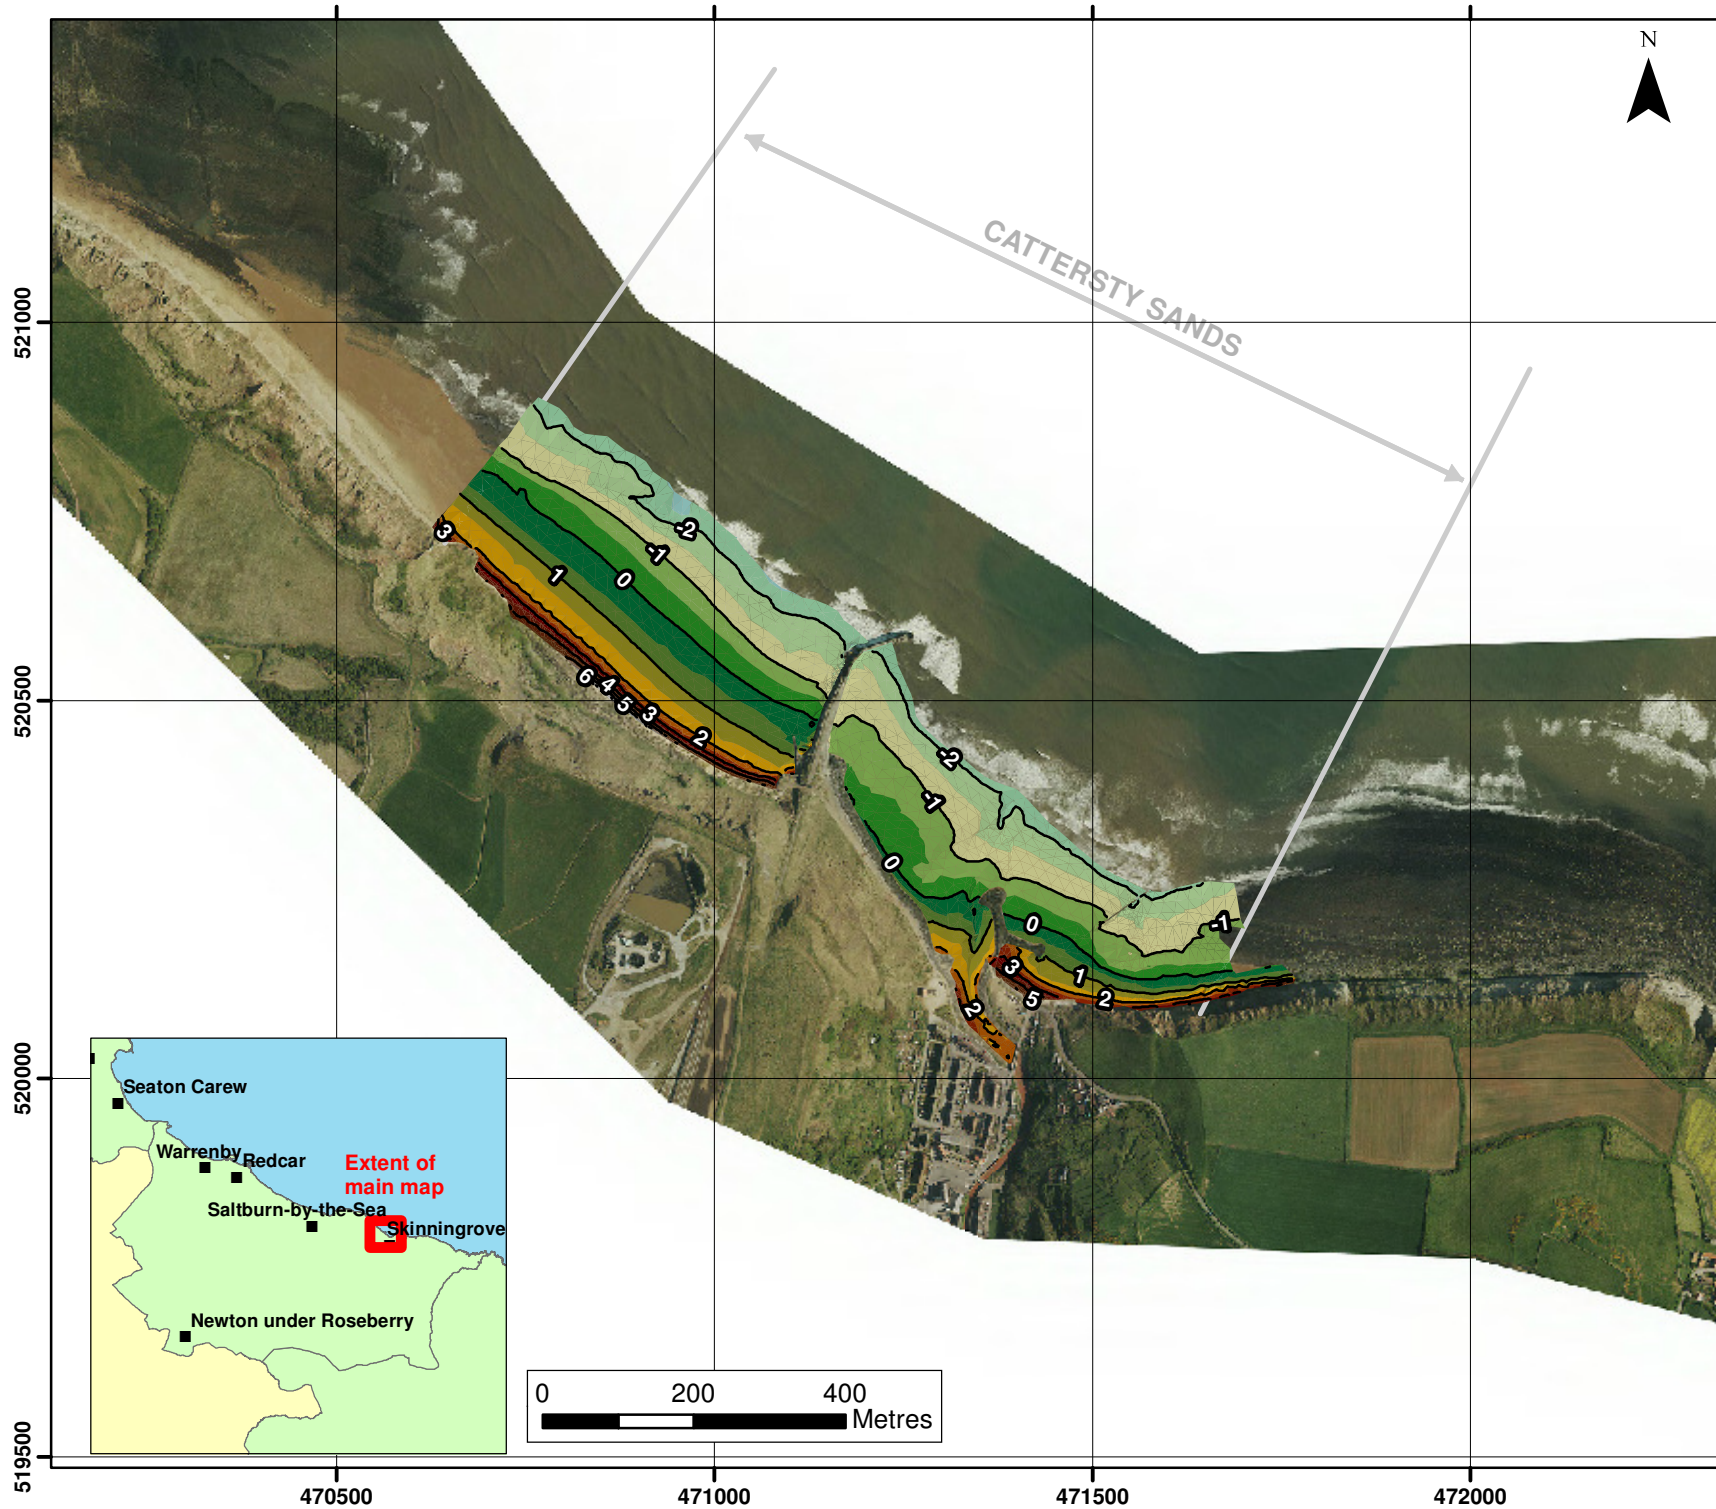 N
CATTERSTY SANDS
521000
520500
520000
519500
-2
-1
0
1
3
6
4
5
3
2
-2
-1
0
0
-1
1
3
5
2
2
Seaton Carew
Warrenby
Redcar
Extent of
main map
Saltburn-by-the-Sea
Skinningrove
Newton under Roseberry
0 200 400
Metres
470500 471000 471500 472000